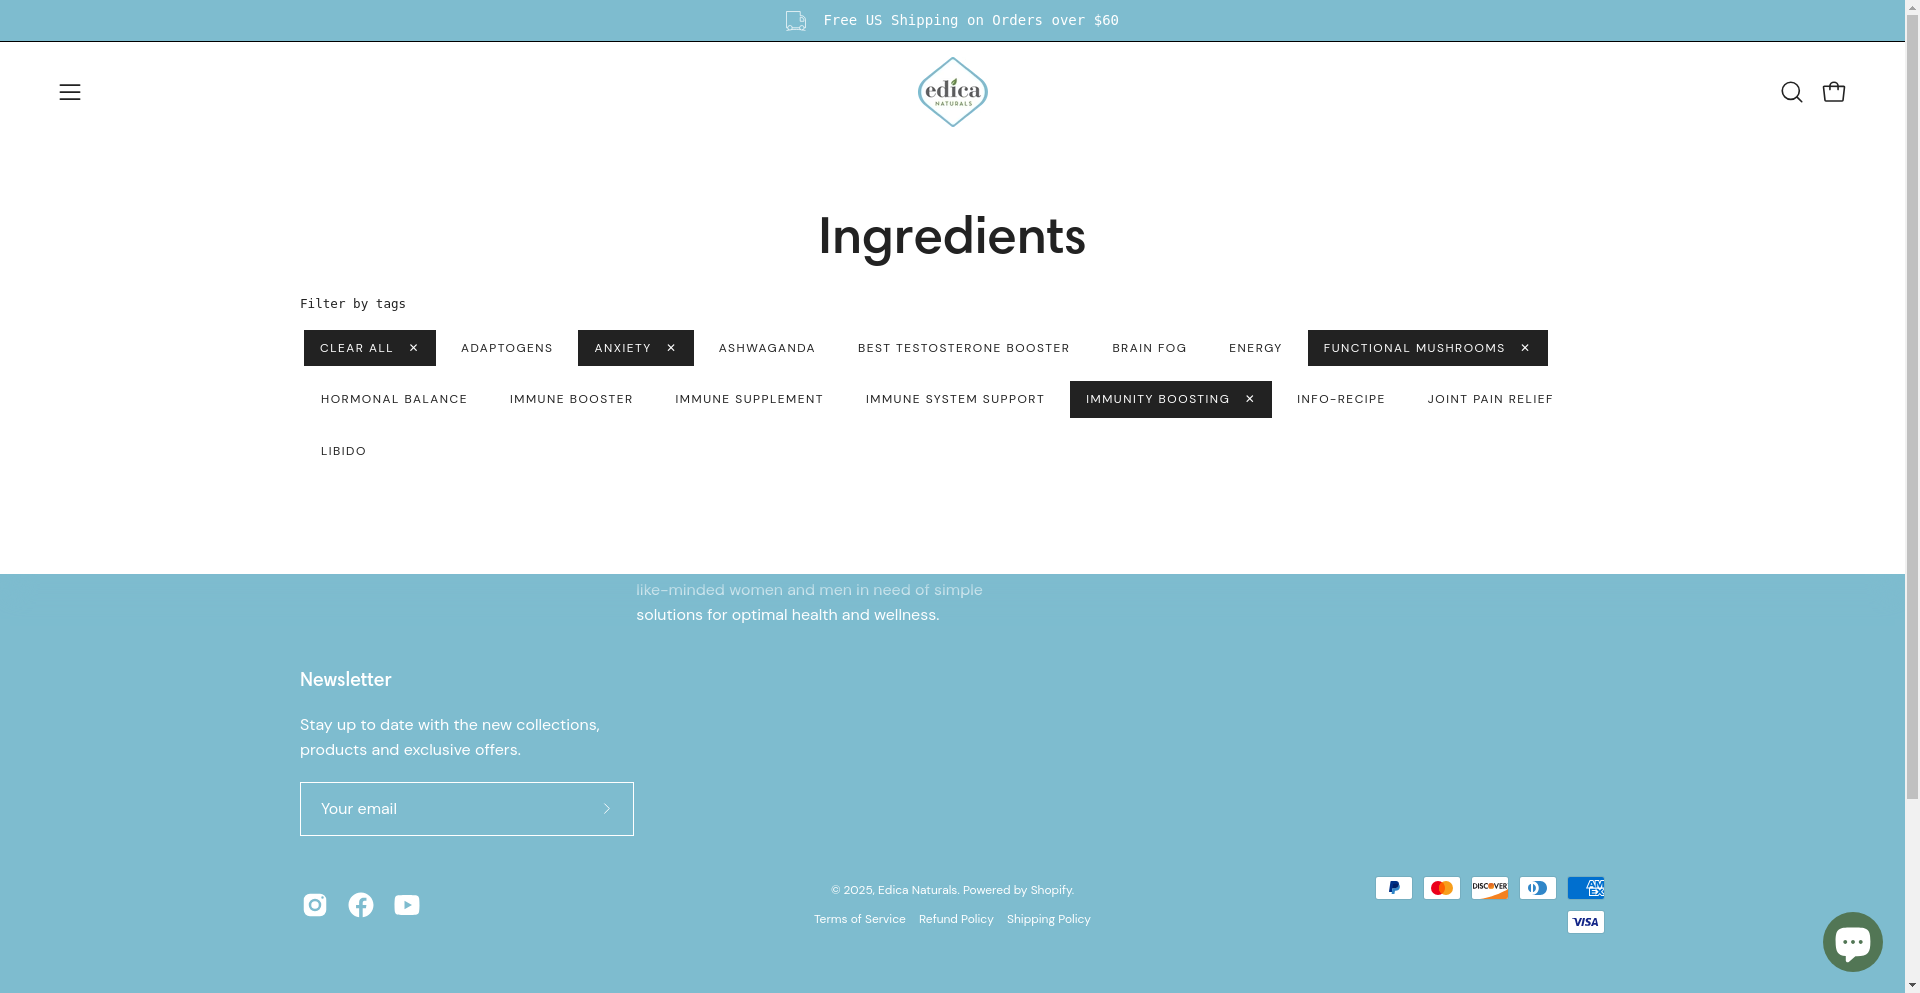 Free US Shipping on Orders over $60
edica
NATURALS
Ingredients
Filter by tags
CLEAR ALL ×
ADAPTOGENS
ANXIETY ×
ASHWAGANDA
BEST TESTOSTERONE BOOSTER
BRAIN FOG
ENERGY
FUNCTIONAL MUSHROOMS ×
HORMONAL BALANCE
IMMUNE BOOSTER
IMMUNE SUPPLEMENT
IMMUNE SYSTEM SUPPORT
IMMUNITY BOOSTING ×
INFO-RECIPE
JOINT PAIN RELIEF
LIBIDO
like-minded women and men in need of simple
solutions for optimal health and wellness.
Newsletter
Stay up to date with the new collections,
products and exclusive offers.
Your email
© 2025, Edica Naturals. Powered by Shopify.
Terms of Service Refund Policy Shipping Policy
DISCOVER
AM
EX
VISA